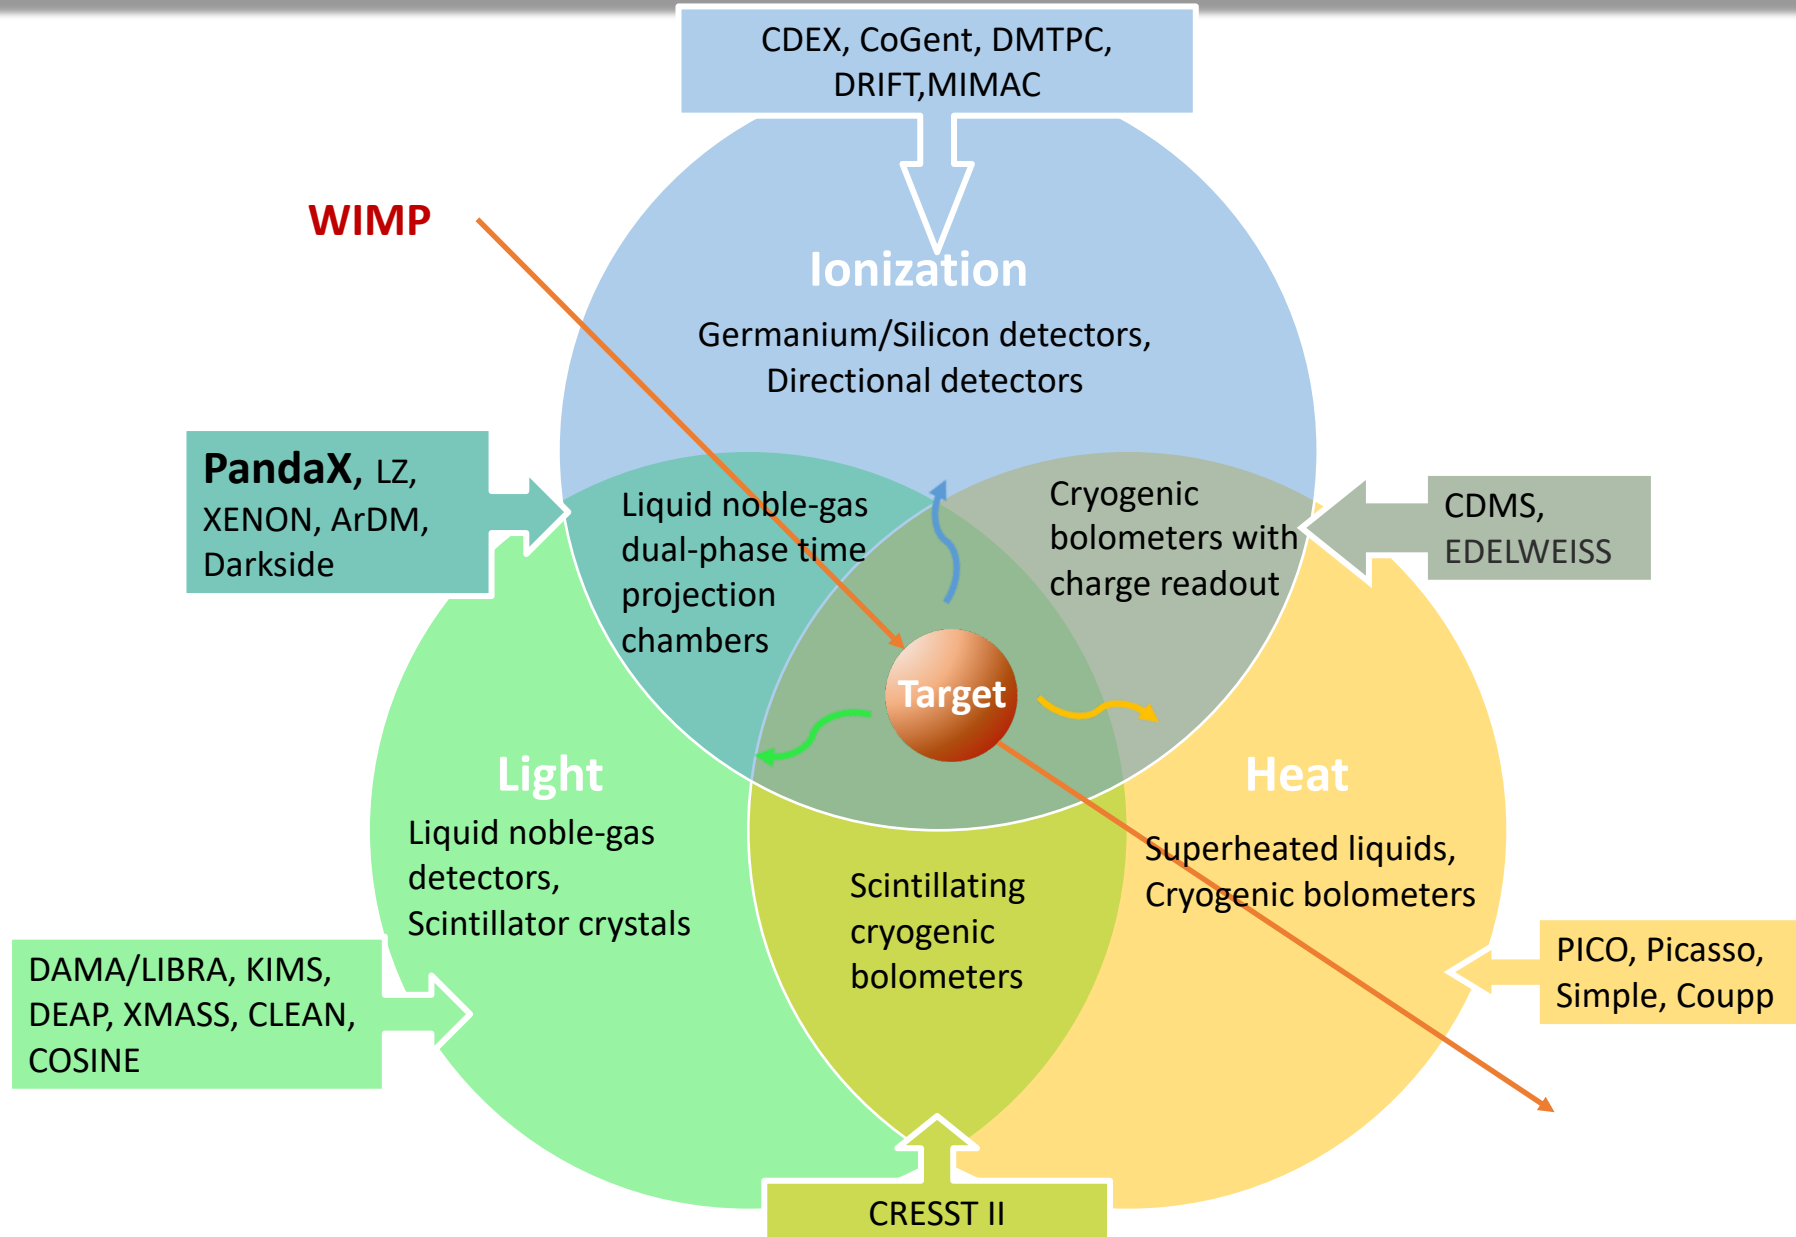 CDEX, CoGent, DMTPC,
DRIFT,MIMAC
WIMP
Ionization
Germanium/Silicon detectors,
Directional detectors
PandaX, LZ,
XENON, ArDM,
Darkside
Liquid noble-gas
dual-phase time
projection
chambers
Cryogenic
bolometers with
charge readout
CDMS,
EDELWEISS
Target
Light
Liquid noble-gas
detectors,
Scintillator crystals
Heat
Superheated liquids,
Cryogenic bolometers
Scintillating
cryogenic
bolometers
DAMA/LIBRA, KIMS,
DEAP, XMASS, CLEAN,
COSINE
PICO, Picasso,
Simple, Coupp
CRESST II